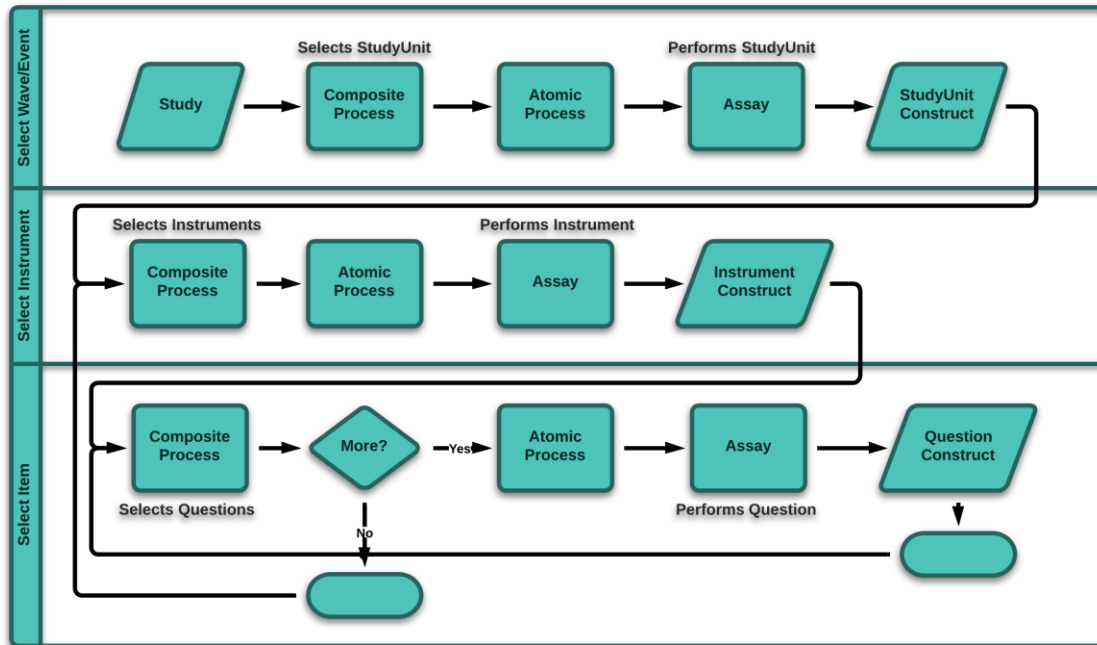 Select Wave/Event
Selects StudyUnit
Performs StudyUnit
Study
Composite
Process
Atomic
Process
Assay
StudyUnit
Construct
Select Instrument
Selects Instruments
Performs Instrument
Composite
Process
Atomic
Process
Assay
Instrument
Construct
Select Item
Composite
Process
More?
Yes
Atomic
Process
Assay
Question
Construct
Selects Questions
Performs Question
No